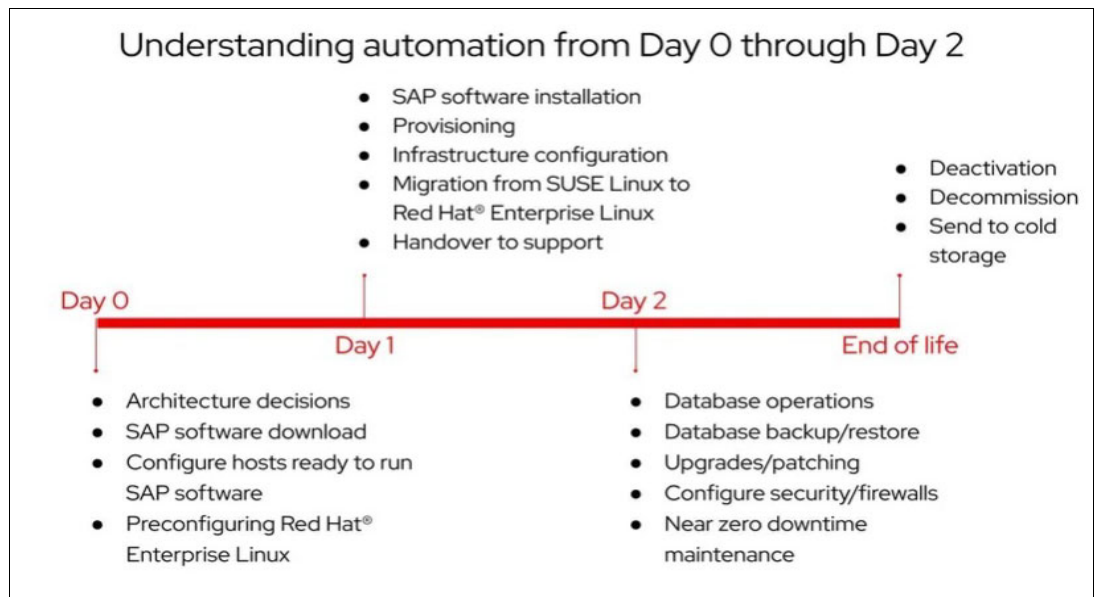 Understanding automation from Day 0 through Day 2
● SAP software installation
● Provisioning
● Infrastructure configuration
● Migration from SUSE Linux to
Red Hat® Enterprise Linux
● Handover to support
● Deactivation
● Decommission
● Send to cold
storage
Day 0
Day 2
Day 1
End of life
● Architecture decisions
● SAP software download
● Configure hosts ready to run
SAP software
● Preconfiguring Red Hat®
Enterprise Linux
● Database operations
● Database backup/restore
● Upgrades/patching
● Configure security/firewalls
● Near zero downtime
maintenance